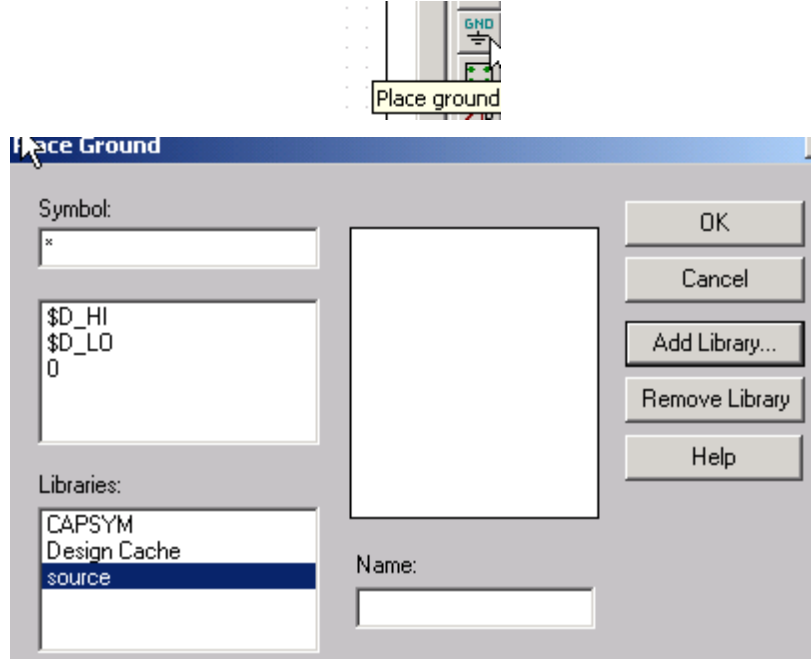 GND
Place ground
Place Ground
Symbol:
*
$D_HI
$D_LO
0
Libraries:
CAPSYM
Design Cache
source
Name:
OK
Cancel
Add Library...
Remove Library
Help